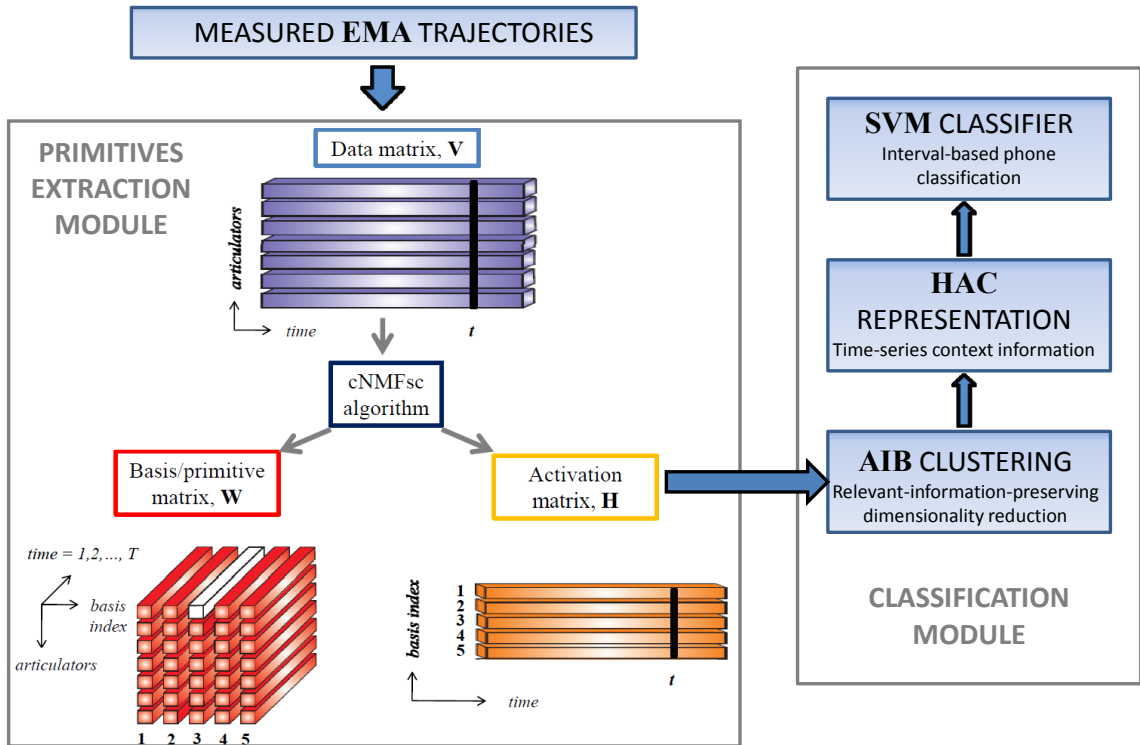 MEASURED EMA TRAJECTORIES
PRIMITIVES
EXTRACTION
MODULE
Data matrix, V
articulators
time
t
cNMFsc
algorithm
Basis/primitive
matrix, W
Activation
matrix, H
time = 1,2,..., T
basis
index
articulators
1 2 3 4 5
basis index
1
2
3
4
5
t
time
SVM CLASSIFIER
Interval-based phone
classification
HAC
REPRESENTATION
Time-series context information
AIB CLUSTERING
Relevant-information-preserving
dimensionality reduction
CLASSIFICATION
MODULE